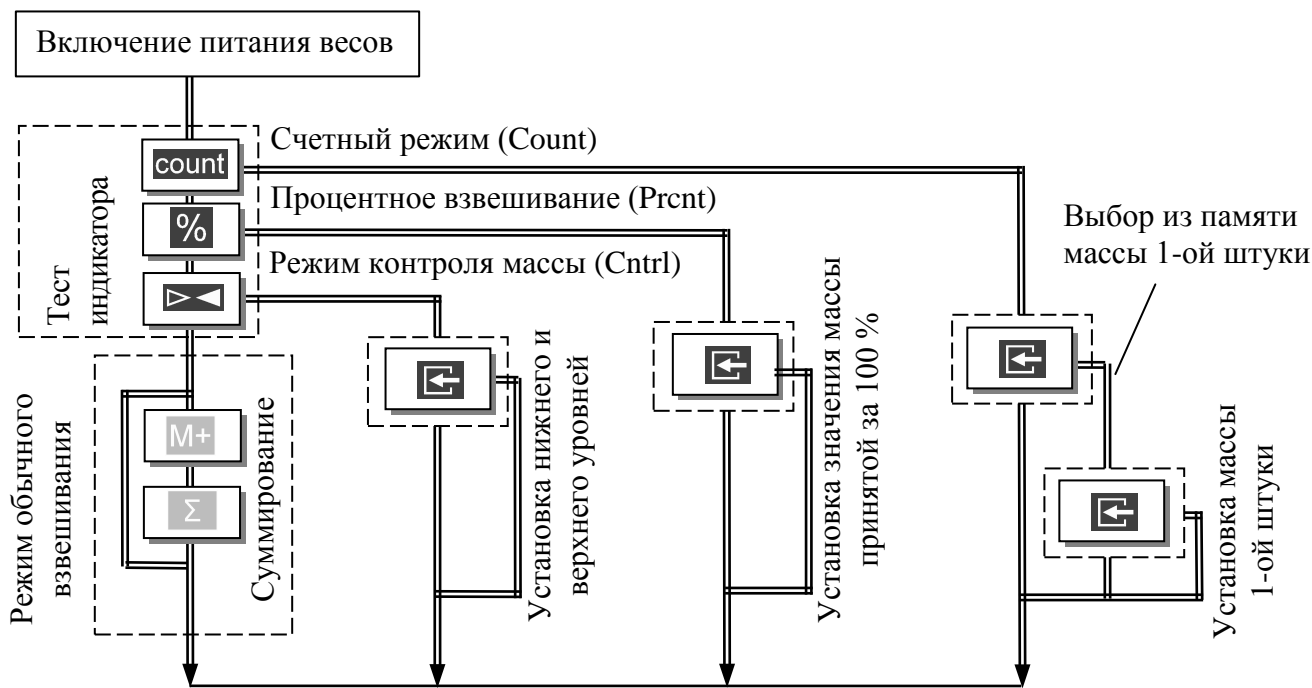 Включение питания весов
Счетный режим (Count)
count
Процентное взвешивание (Prcnt)
%
Режим контроля массы (Cntrl)
Тест
индикатора
Выбор из памяти
массы 1-ой штуки
Режим обычного
взвешивания
M+
Σ
Суммирование
Установка нижнего и
верхнего уровней
Установка значения массы
принятой за 100 %
Установка массы
1-ой штуки